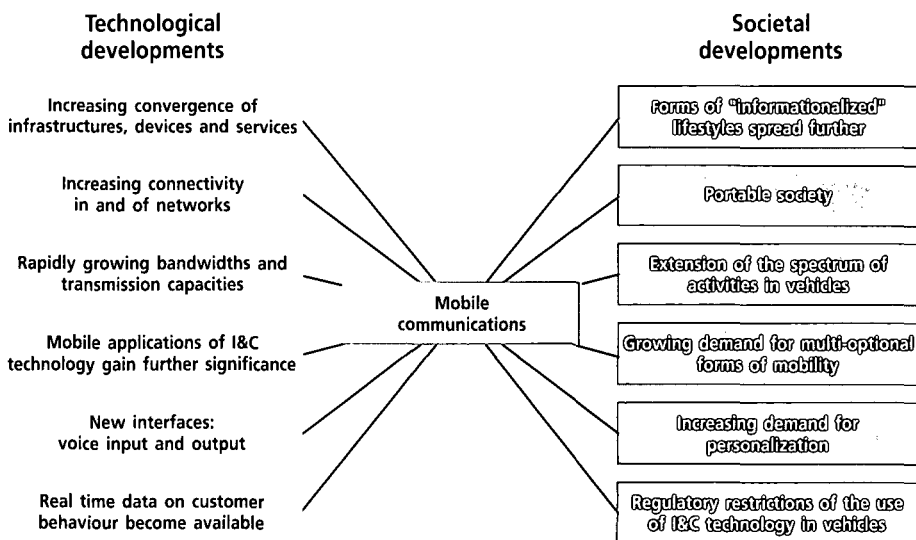 Technological
developments
Increasing convergence of
infrastructures, devices and services
Increasing connectivity
in and of networks
Rapidly growing bandwidths and
transmission capacities
Mobile applications of I&C
technology gain further significance
New interfaces:
voice input and output
Real time data on customer
behaviour become available
Mobile
communications
Societal
developments
Forms of "informationalized"
lifestyles spread further
Portable society
Extension of the spectrum of
activities in vehicles
Growing demand for multi-optional
forms of mobility
Increasing demand for
personalization
Regulatory restrictions of the use
of I&C technology in vehicles